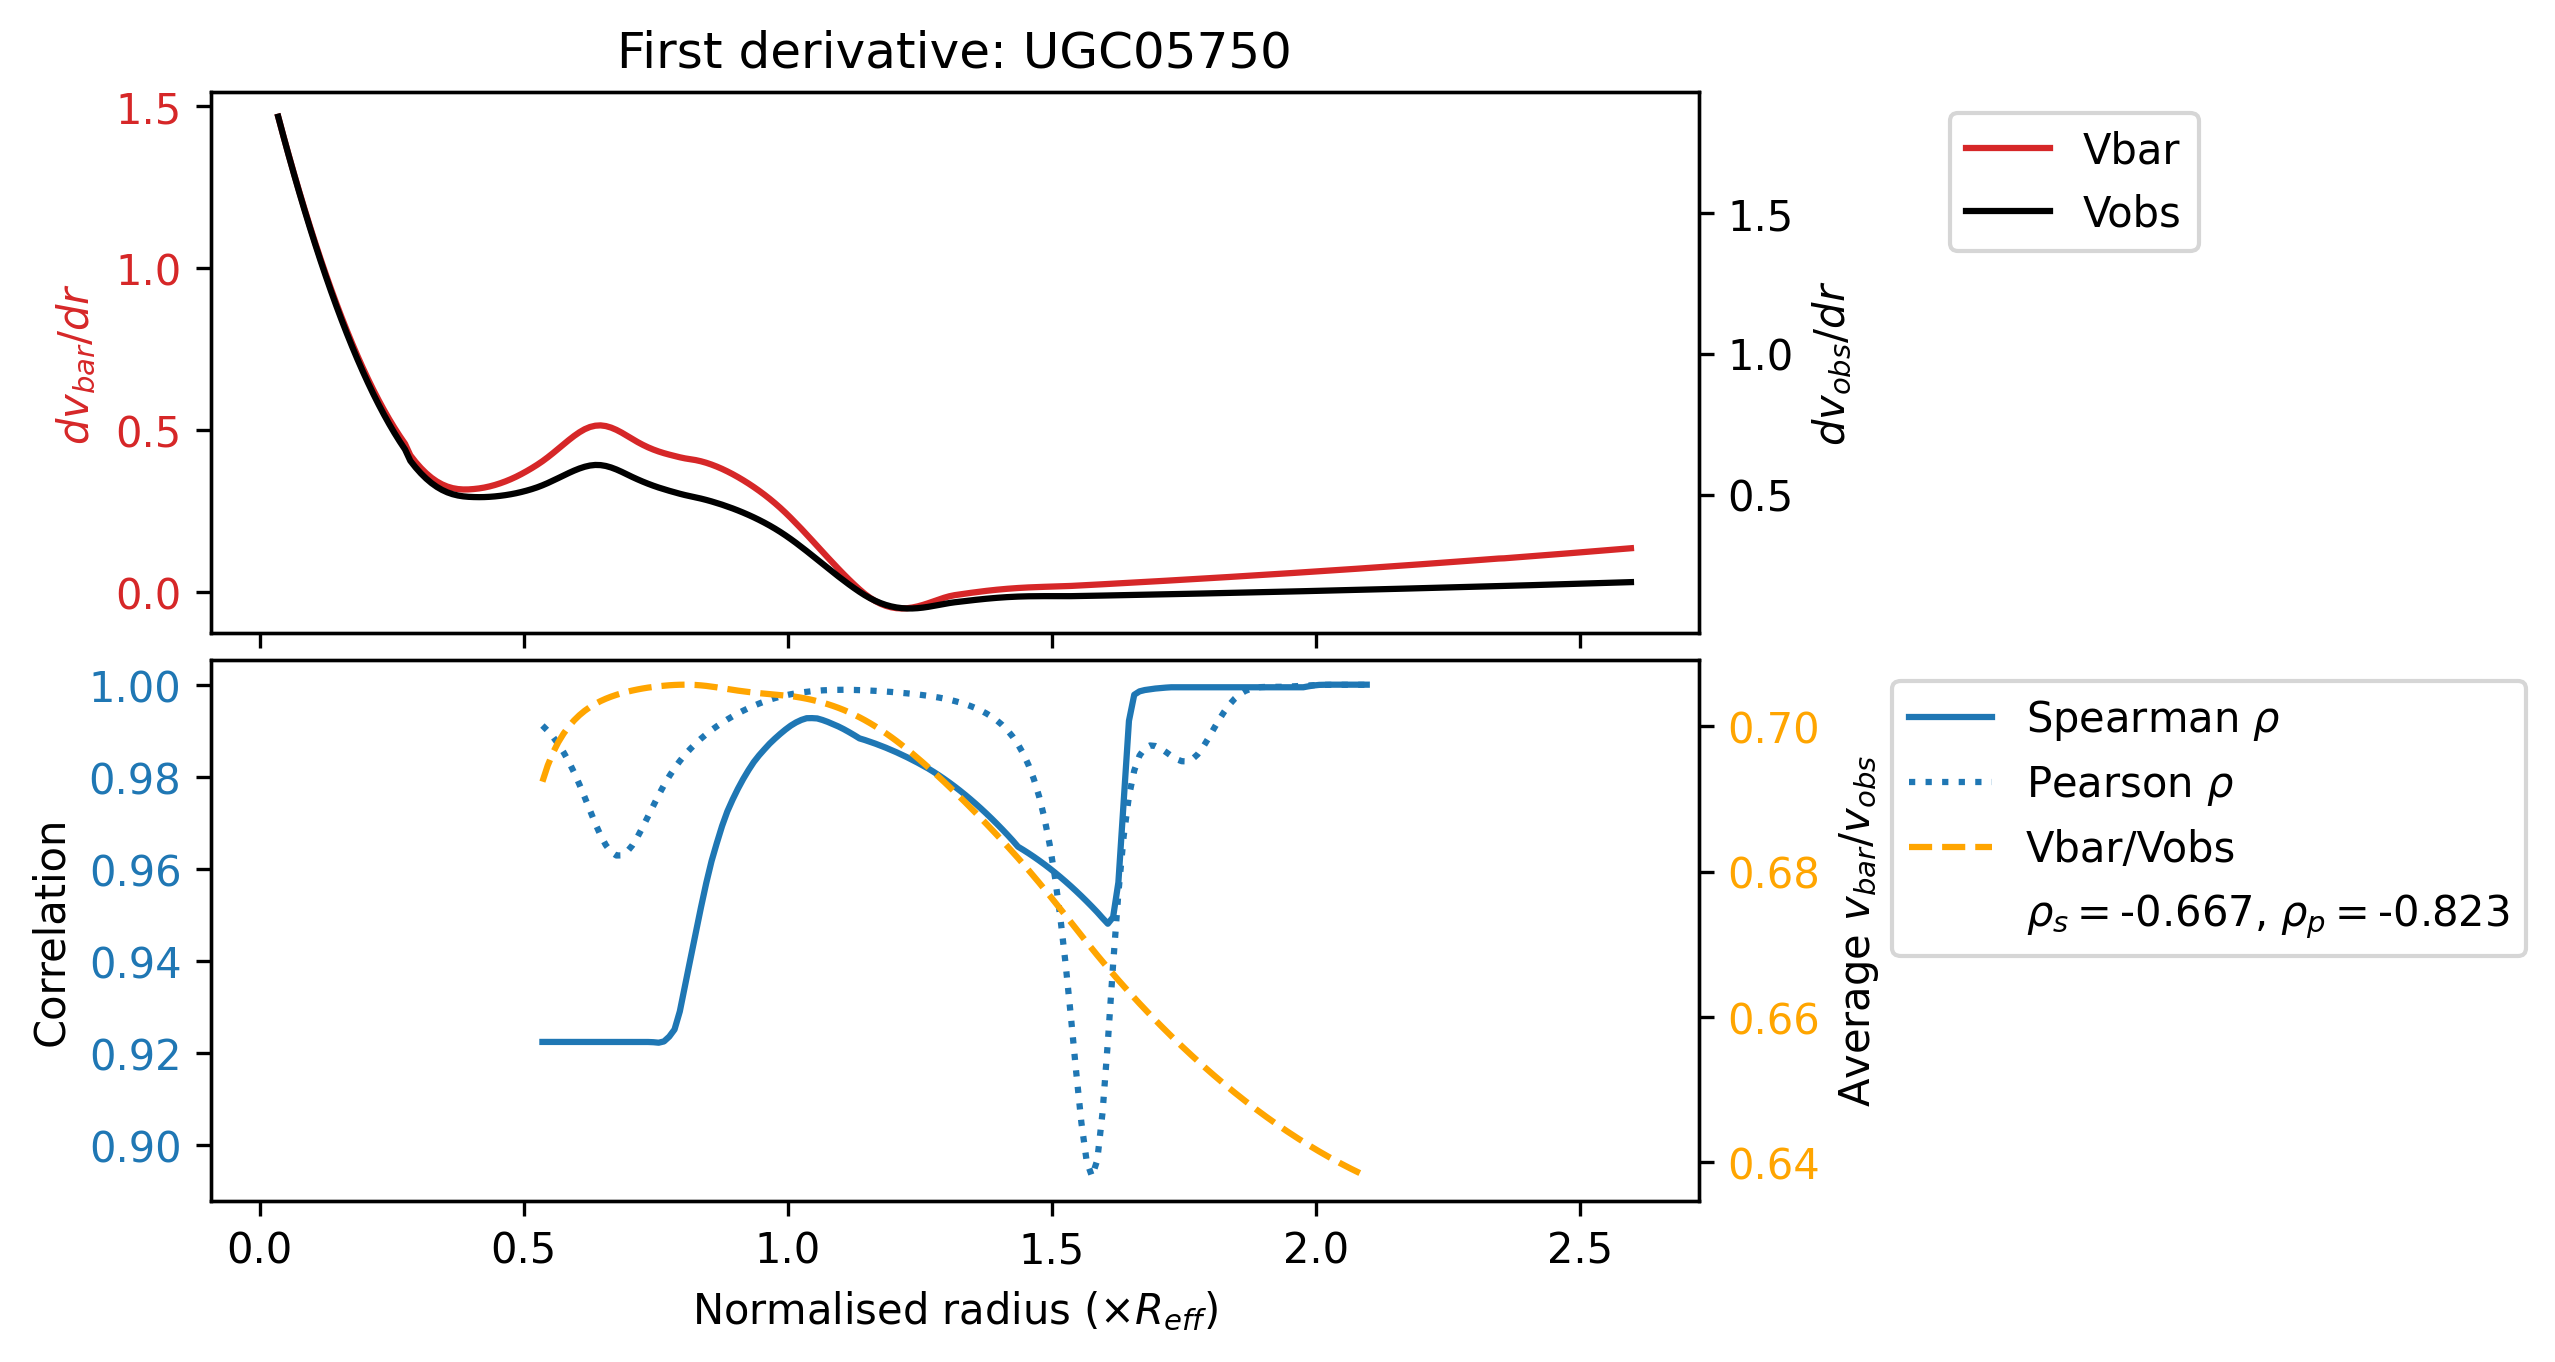 First derivative: UGC05750
1.5
1.0
0.5
0.0
dv_bar/dr
1.5
1.0
0.5
dv_obs/dr
Vbar
Vobs
1.00
0.98
0.96
0.94
0.92
0.90
Correlation
0.70
0.68
0.66
0.64
Average v_bar/v_obs
Spearman ρ
Pearson ρ
Vbar/Vobs
ρ_s = -0.667, ρ_p = -0.823
0.0 0.5 1.0 1.5 2.0 2.5
Normalised radius (×R_eff)